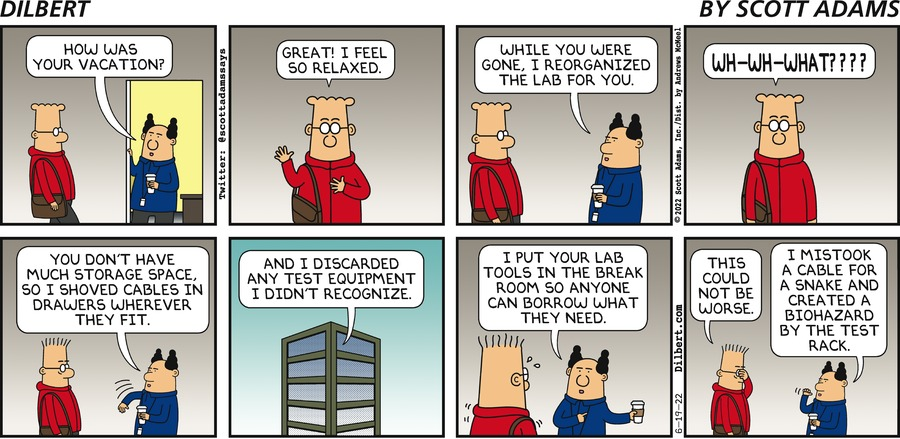 DILBERT
BY SCOTT ADAMS
HOW WAS
YOUR VACATION?
Twitter: @scottadamssays
GREAT! I FEEL
SO RELAXED.
WHILE YOU WERE
GONE, I REORGANIZED
THE LAB FOR YOU.
©2022 Scott Adams, Inc./Dist. by Andrews McMeel
WH-WH-WHAT????
YOU DON'T HAVE
MUCH STORAGE SPACE,
SO I SHOVED CABLES IN
DRAWERS WHEREVER
THEY FIT.
AND I DISCARDED
ANY TEST EQUIPMENT
I DIDN'T RECOGNIZE.
I PUT YOUR LAB
TOOLS IN THE BREAK
ROOM SO ANYONE
CAN BORROW WHAT
THEY NEED.
6-19-22 Dilbert.com
THIS
COULD
NOT BE
WORSE.
I MISTOOK
A CABLE FOR
A SNAKE AND
CREATED A
BIOHAZARD
BY THE TEST
RACK.